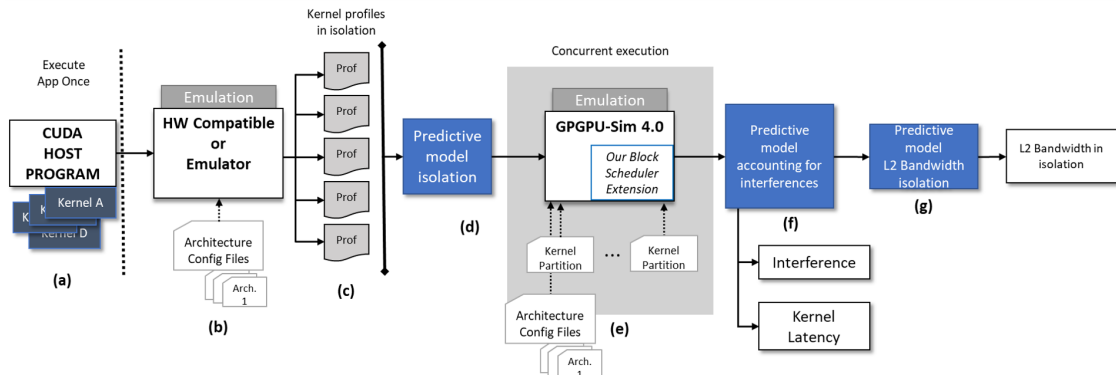 Execute
App Once
CUDA
HOST
PROGRAM
Kernel A
K
K
Kernel D
(a)
Emulation
HW Compatible
or
Emulator
Architecture
Config Files
Arch.
1
(b)
Kernel profiles
in isolation
Prof
Prof
Prof
Prof
Prof
(c)
Predictive
model
isolation
(d)
Concurrent execution
Emulation
GPGPU-Sim 4.0
Our Block
Scheduler
Extension
Kernel
Partition
...
Kernel
Partition
Architecture
Config Files
Arch.
1
(e)
Predictive
model
accounting for
interferences
(f)
Interference
Kernel
Latency
Predictive
model
L2 Bandwidth
isolation
(g)
L2 Bandwidth in
isolation